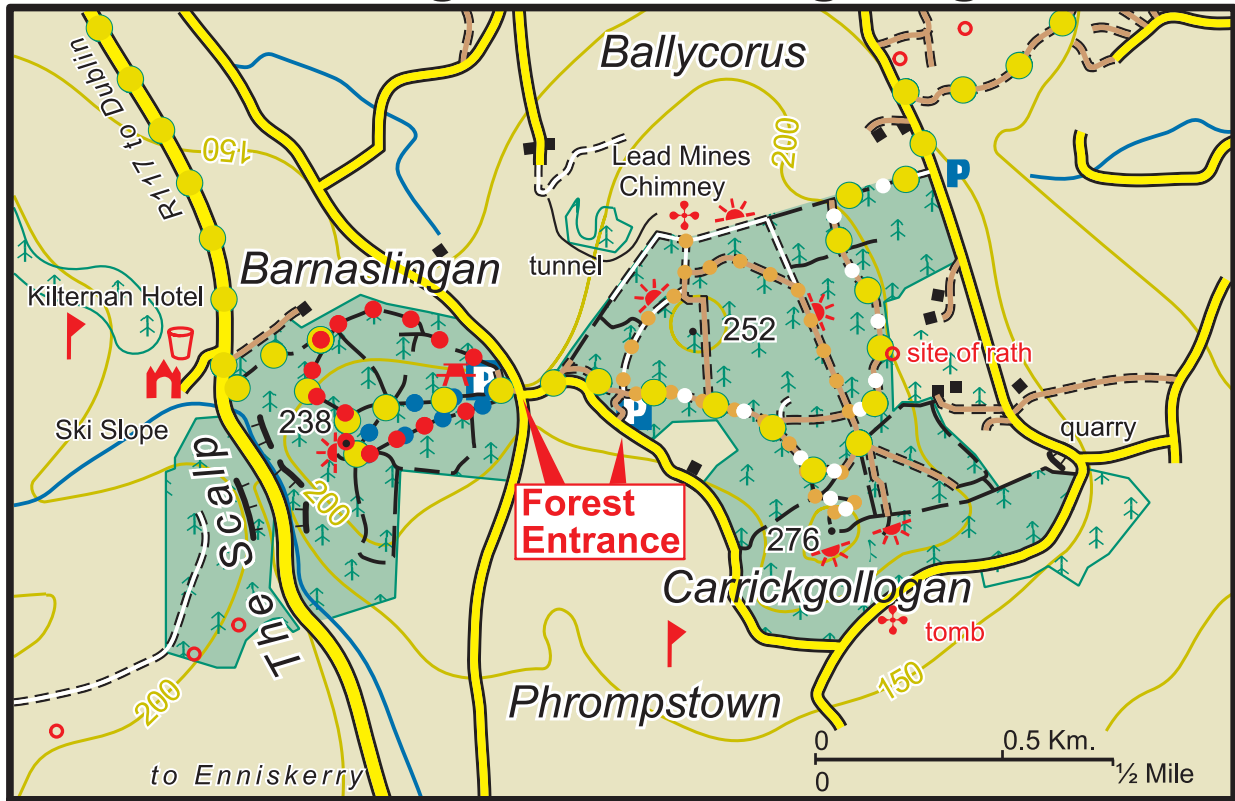 Ballycorus
R117 to Dublin
150
200
Lead Mines
Chimney
P
Barnaslingan
tunnel
Kilternan Hotel
252
site of rath
P
P
238
Ski Slope
quarry
The Scalp
200
Forest
Entrance
276
Carrickgollogan
tomb
200
Phrompstown
150
0 0.5 Km.
0 ½ Mile
to Enniskerry